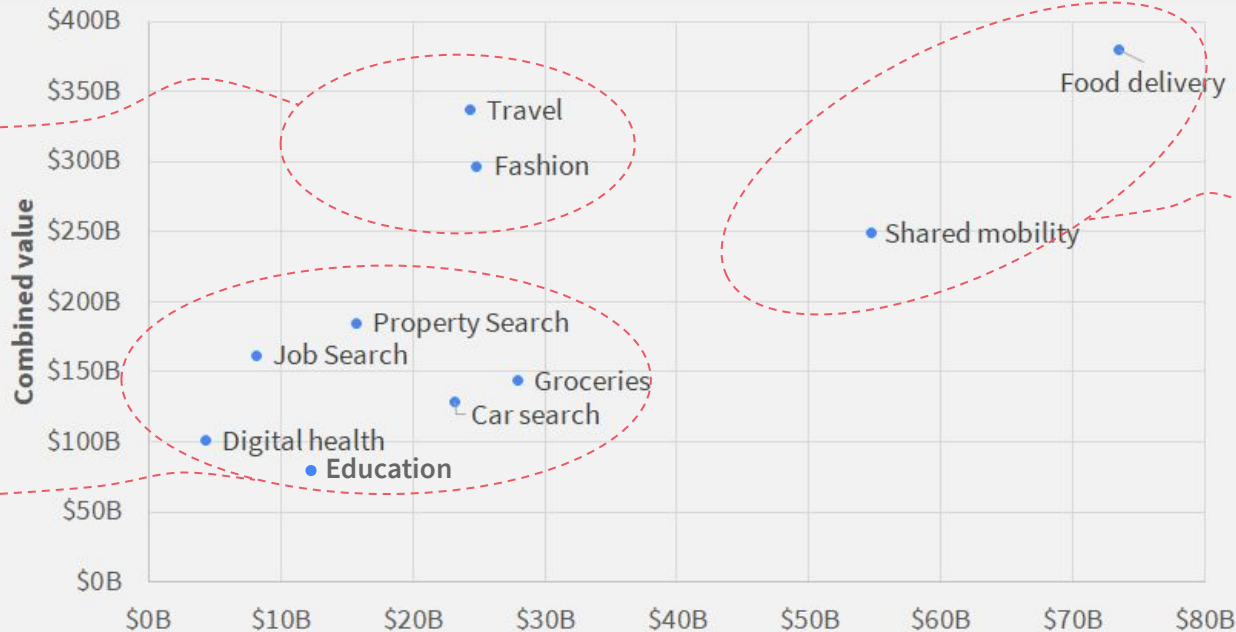 $400B
$350B
$300B
$250B
$200B
$150B
$100B
$50B
$0B
Combined value
Food delivery
Travel
Fashion
Shared mobility
Property Search
Job Search
Groceries
Car search
Digital health
Education
$0B $10B $20B $30B $40B $50B $60B $70B $80B